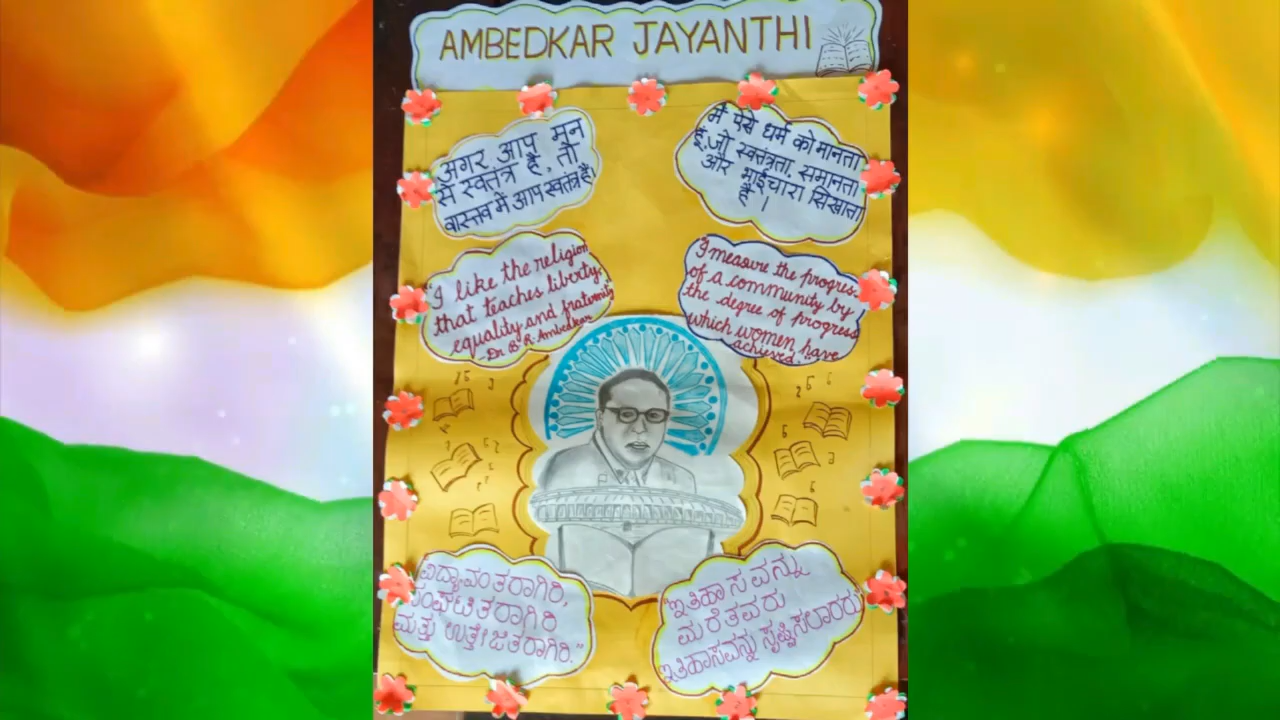 AMBEDKAR JAYANTHI
अगर आप मन
से स्वतंत्र है, तो
वास्तव में आप स्वतंत्र है।
मैं ऐसे धर्म को मानता
हूँ, जो स्वतंत्रता, समानता
और भाईचारा सिखाता
है ।
"I like the religion
that teaches liberty,
equality and fraternity
- Dr. B. R. Ambedkar
"I measure the progress
of a community by
the degree of progress
which women have
achieved."
ವಿದ್ಯಾವಂತರಾಗಿರಿ,
ಸಂಘಟಿತರಾಗಿರಿ
ಮತ್ತು ಉತ್ತೇಜಿತರಾಗಿರಿ."
"ಇತಿಹಾಸವನ್ನು
ಮರೆತವರು
ಇತಿಹಾಸವನ್ನು ಸೃಷ್ಟಿಸಲಾರರು